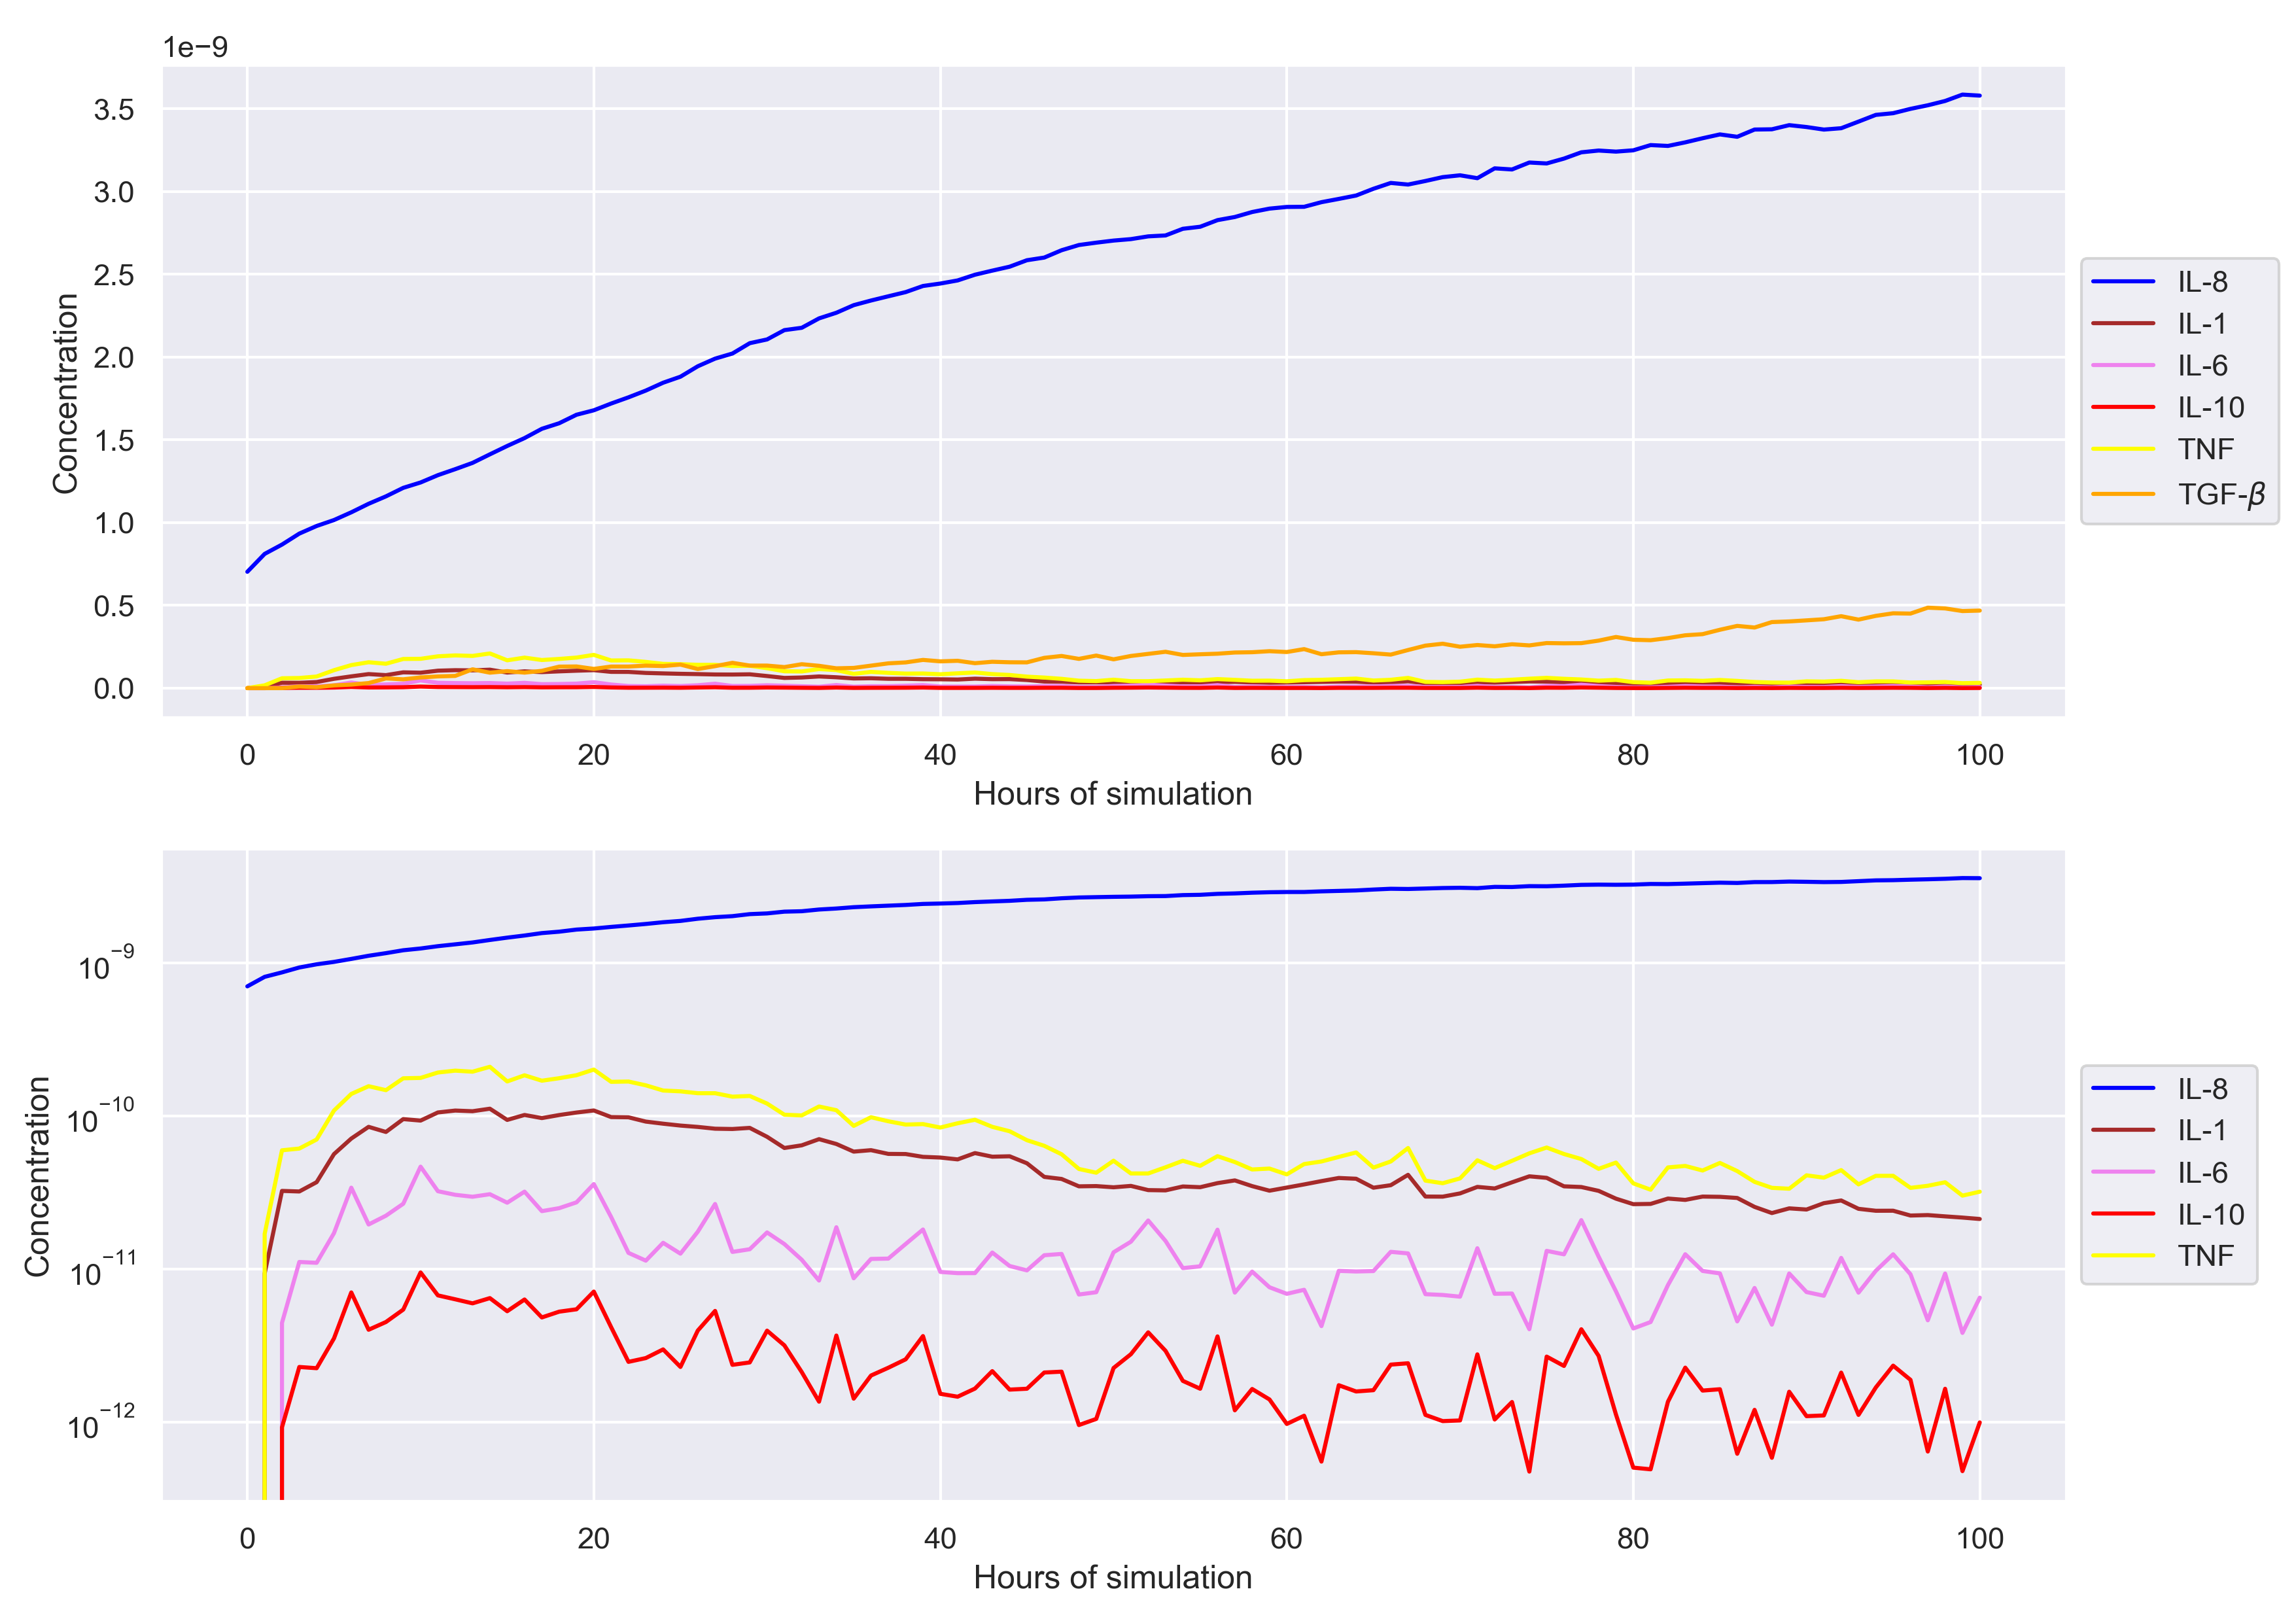 1e−9
3.5
3.0
2.5
2.0
1.5
1.0
0.5
0.0
Concentration
0 20 40 60 80 100
Hours of simulation
IL-8
IL-1
IL-6
IL-10
TNF
TGF-β
10⁻⁹
10⁻¹⁰
10⁻¹¹
10⁻¹²
Concentration
0 20 40 60 80 100
Hours of simulation
IL-8
IL-1
IL-6
IL-10
TNF